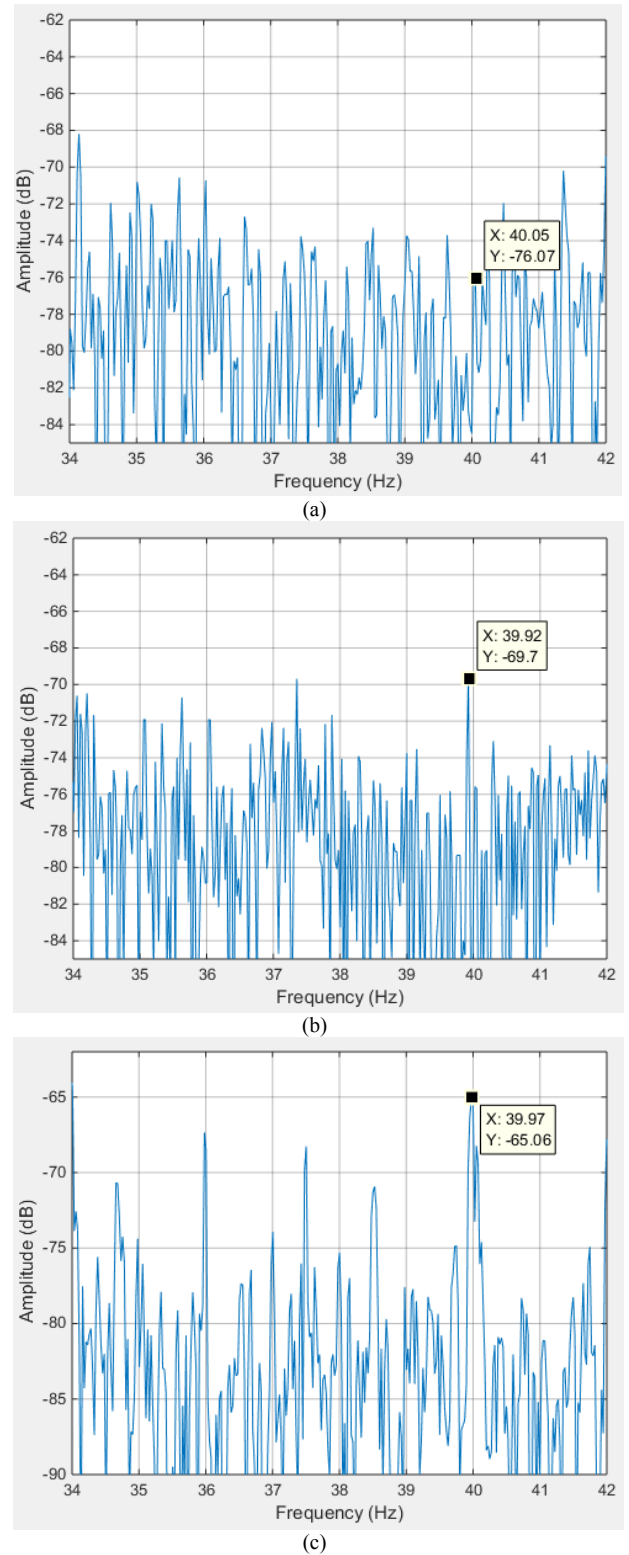 -62
-64
-66
-68
-70
-72
-74
-76
-78
-80
-82
-84
Amplitude (dB)
X: 40.05
Y: -76.07
34 35 36 37 38 39 40 41 42
Frequency (Hz)
(a)
-62
-64
-66
-68
-70
-72
-74
-76
-78
-80
-82
-84
Amplitude (dB)
X: 39.92
Y: -69.7
34 35 36 37 38 39 40 41 42
Frequency (Hz)
(b)
-65
-70
-75
-80
-85
-90
Amplitude (dB)
X: 39.97
Y: -65.06
34 35 36 37 38 39 40 41 42
Frequency (Hz)
(c)